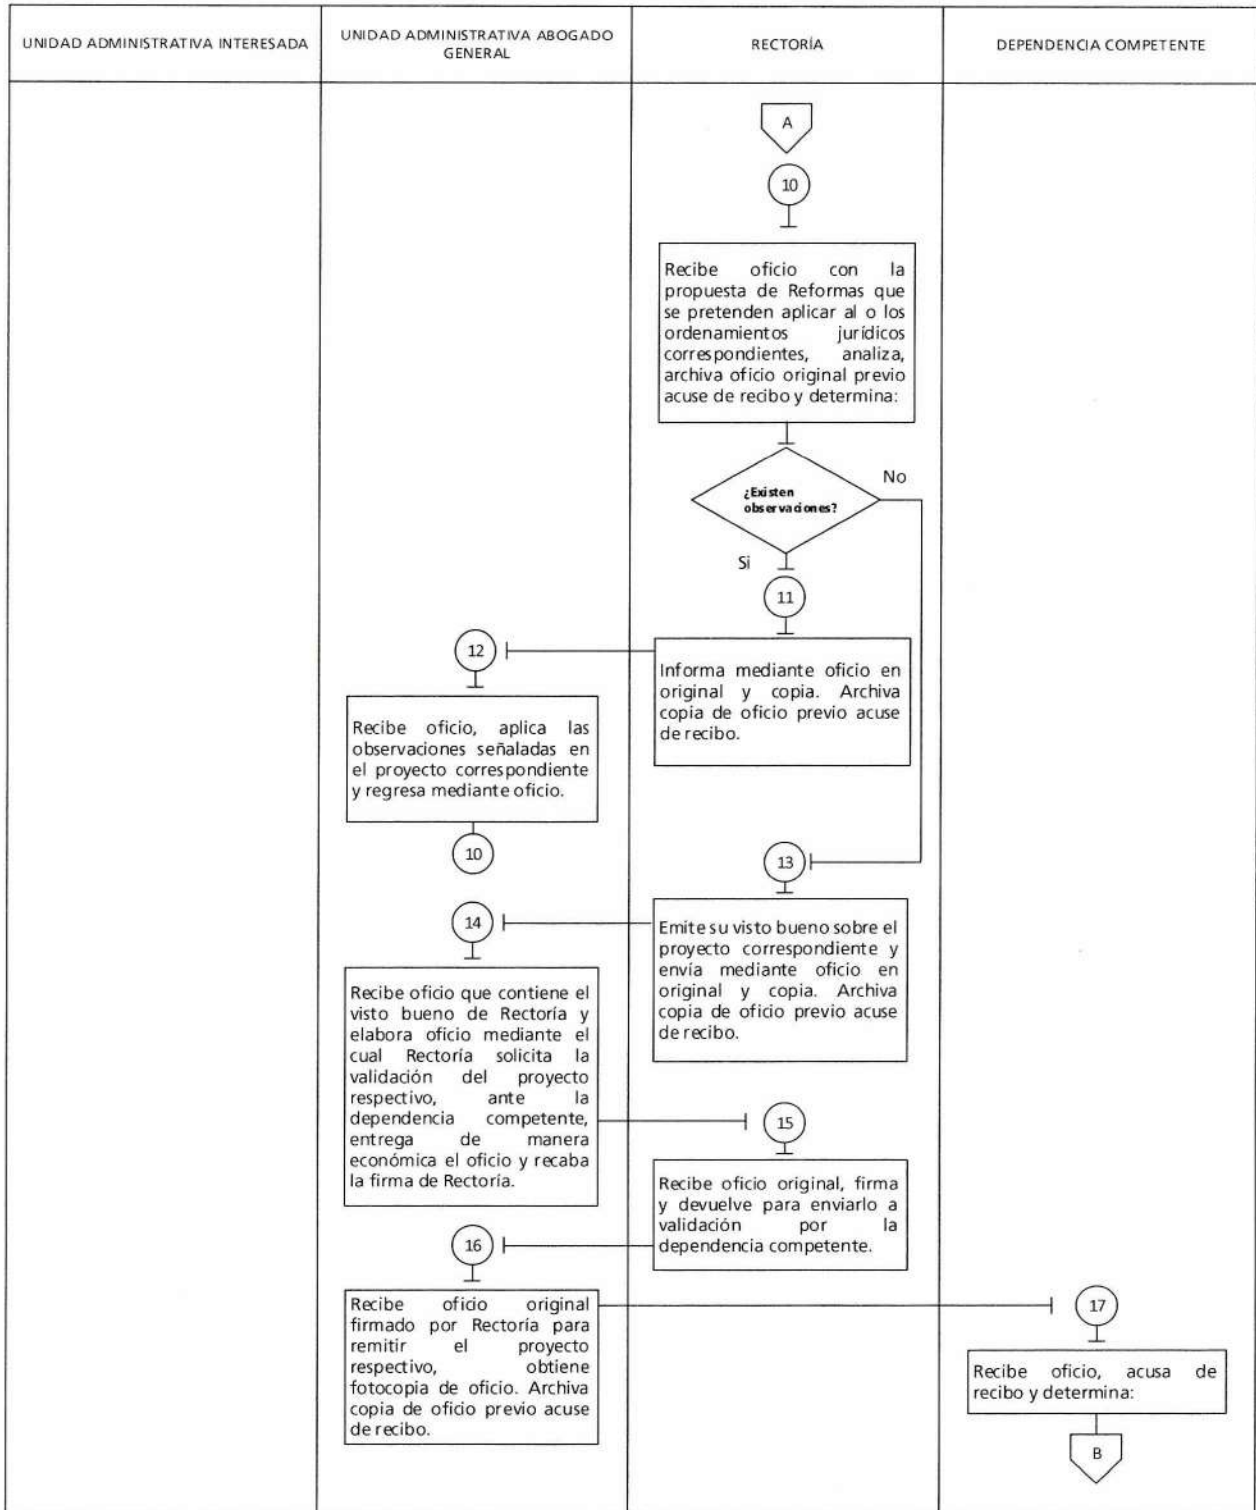 UNIDAD ADMINISTRATIVA INTERESADA
UNIDAD ADMINISTRATIVA ABOGADO
GENERAL
RECTORÍA
DEPENDENCIA COMPETENTE
A
10
Recibe oficio con la
propuesta de Reformas que
se pretenden aplicar al o los
ordenamientos jurídicos
correspondientes, analiza,
archiva oficio original previo
acuse de recibo y determina:
¿Existen
observaciones?
No
Si
11
Informa mediante oficio en
original y copia. Archiva
copia de oficio previo acuse
de recibo.
12
Recibe oficio, aplica las
observaciones señaladas en
el proyecto correspondiente
y regresa mediante oficio.
10
13
Emite su visto bueno sobre el
proyecto correspondiente y
envía mediante oficio en
original y copia. Archiva
copia de oficio previo acuse
de recibo.
14
Recibe oficio que contiene el
visto bueno de Rectoría y
elabora oficio mediante el
cual Rectoría solicita la
validación del proyecto
respectivo, ante la
dependencia competente,
entrega de manera
económica el oficio y recaba
la firma de Rectoría.
15
Recibe oficio original, firma
y devuelve para enviarlo a
validación por la
dependencia competente.
16
Recibe oficio original
firmado por Rectoría para
remitir el proyecto
respectivo, obtiene
fotocopia de oficio. Archiva
copia de oficio previo acuse
de recibo.
17
Recibe oficio, acusa de
recibo y determina:
B